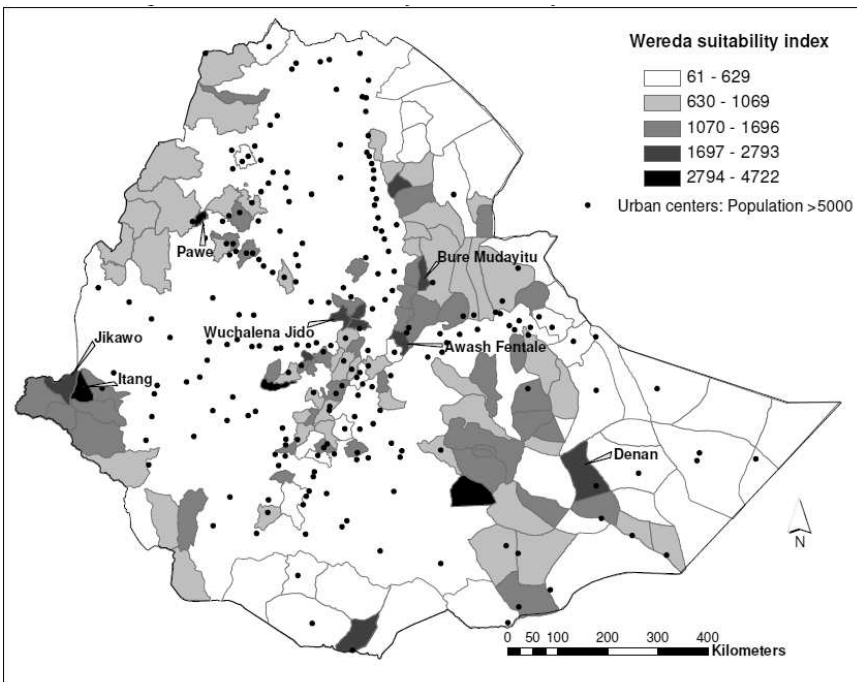 Wereda suitability index
61 - 629
630 - 1069
1070 - 1696
1697 - 2793
2794 - 4722
Urban centers: Population >5000
Pawe
Bure Mudayitu
Wuchalena Jido
Awash Fentale
Jikawo
Itang
Denan
N
0 50 100 200 300 400
Kilometers